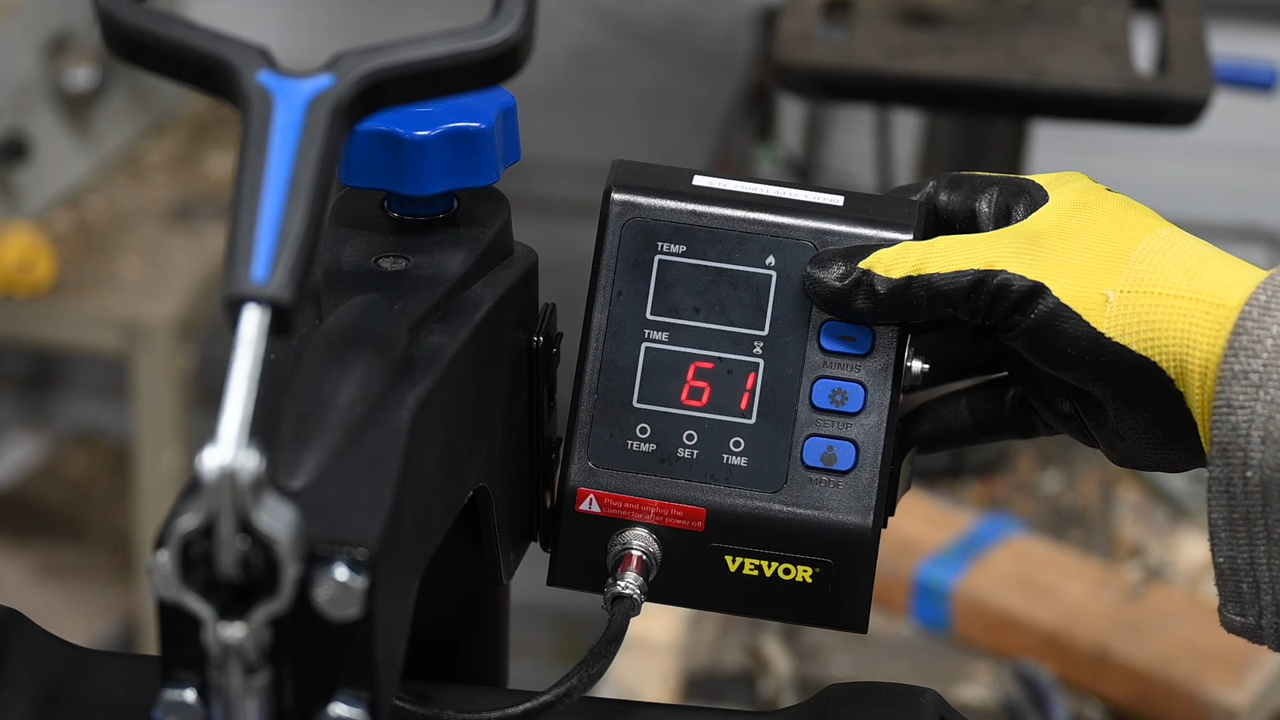 TEMP
TIME
61
TEMP SET TIME
MINUS
SETUP
MODE
Plug and unplug the
connector after power off
VEVOR